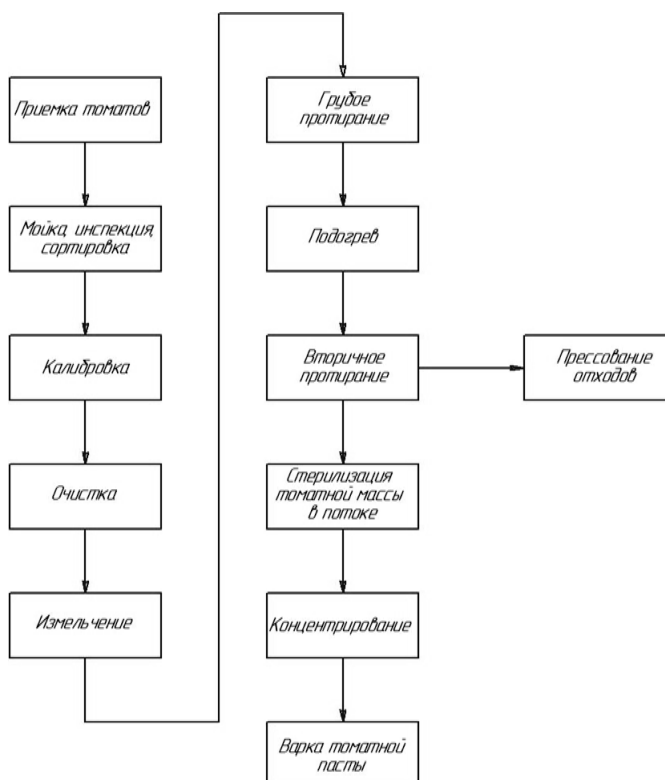 Приемка томатов
Мойка, инспекция,
сортировка
Калибровка
Очистка
Измельчение
Грубое
протирание
Подогрев
Вторичное
протирание
Прессование
отходов
Стерилизация
томатной массы
в потоке
Концентрирование
Варка томатной
пасты